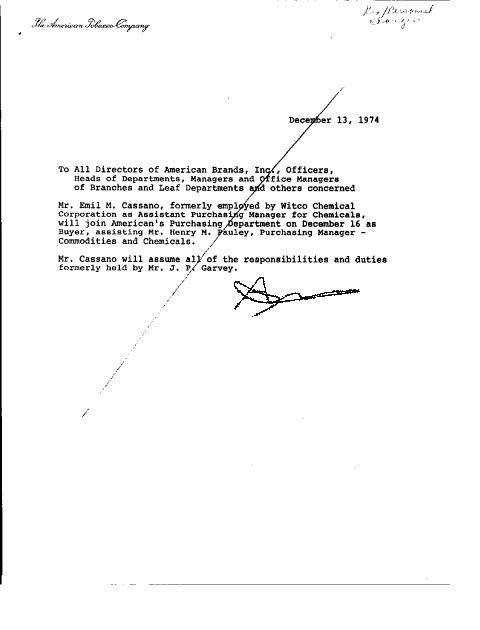 The American Tobacco Company
Personnel
December 13, 1974
To All Directors of American Brands, Inc., Officers,
Heads of Departments, Managers and Office Managers
of Branches and Leaf Departments and others concerned
Mr. Emil M. Cassano, formerly employed by Witco Chemical
Corporation as Assistant Purchasing Manager for Chemicals,
will join American's Purchasing Department on December 16 as
Buyer, assisting Mr. Henry M. Pauley, Purchasing Manager -
Commodities and Chemicals.
Mr. Cassano will assume all of the responsibilities and duties
formerly held by Mr. J. P. Garvey.